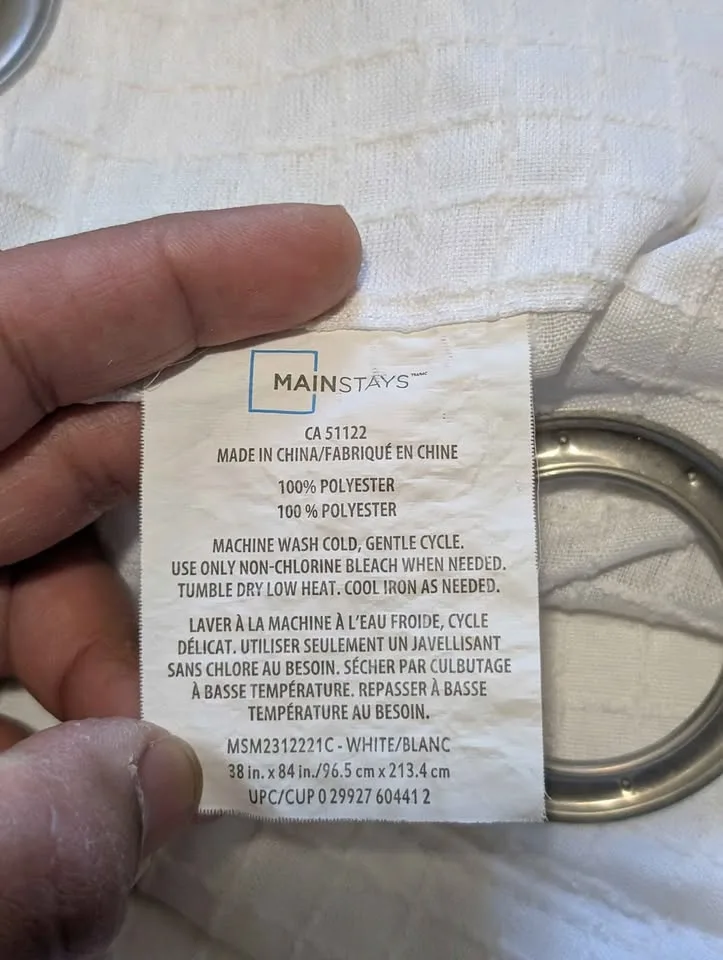 MAINSTAYS
CA 51122
MADE IN CHINA/FABRIQUÉ EN CHINE
100% POLYESTER
100 % POLYESTER
MACHINE WASH COLD, GENTLE CYCLE.
USE ONLY NON-CHLORINE BLEACH WHEN NEEDED.
TUMBLE DRY LOW HEAT. COOL IRON AS NEEDED.
LAVER À LA MACHINE À L'EAU FROIDE, CYCLE
DÉLICAT. UTILISER SEULEMENT UN JAVELLISANT
SANS CHLORE AU BESOIN. SÉCHER PAR CULBUTAGE
À BASSE TEMPÉRATURE. REPASSER À BASSE
TEMPÉRATURE AU BESOIN.
MSM2312221C - WHITE/BLANC
38 in. x 84 in./96.5 cm x 213.4 cm
UPC/CUP 0 29927 60441 2